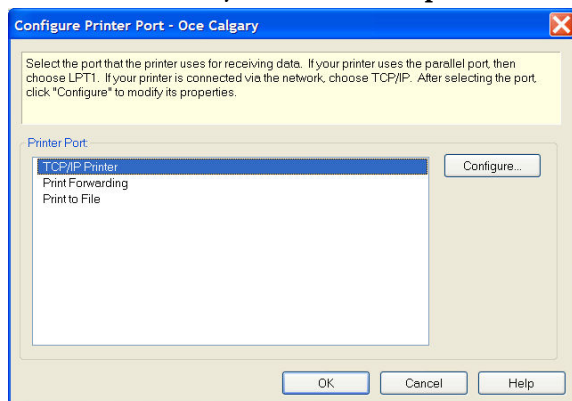 Configure Printer Port - Oce Calgary
Select the port that the printer uses for receiving data. If your printer uses the parallel port, then
choose LPT1. If your printer is connected via the network, choose TCP/IP. After selecting the port,
click "Configure" to modify its properties.
Printer Port
TCP/IP Printer
Configure...
Print Forwarding
Print to File
OK
Cancel
Help